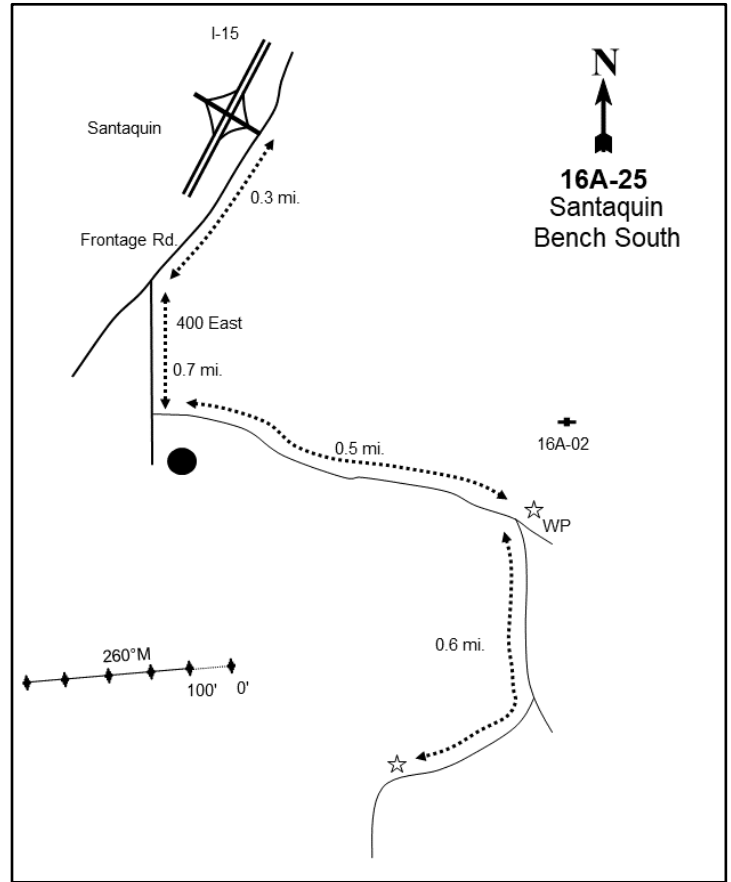 I-15
N
Santaquin
16A-25
Santaquin
Bench South
0.3 mi.
Frontage Rd.
400 East
0.7 mi.
16A-02
0.5 mi.
WP
0.6 mi.
260°M
100' 0'